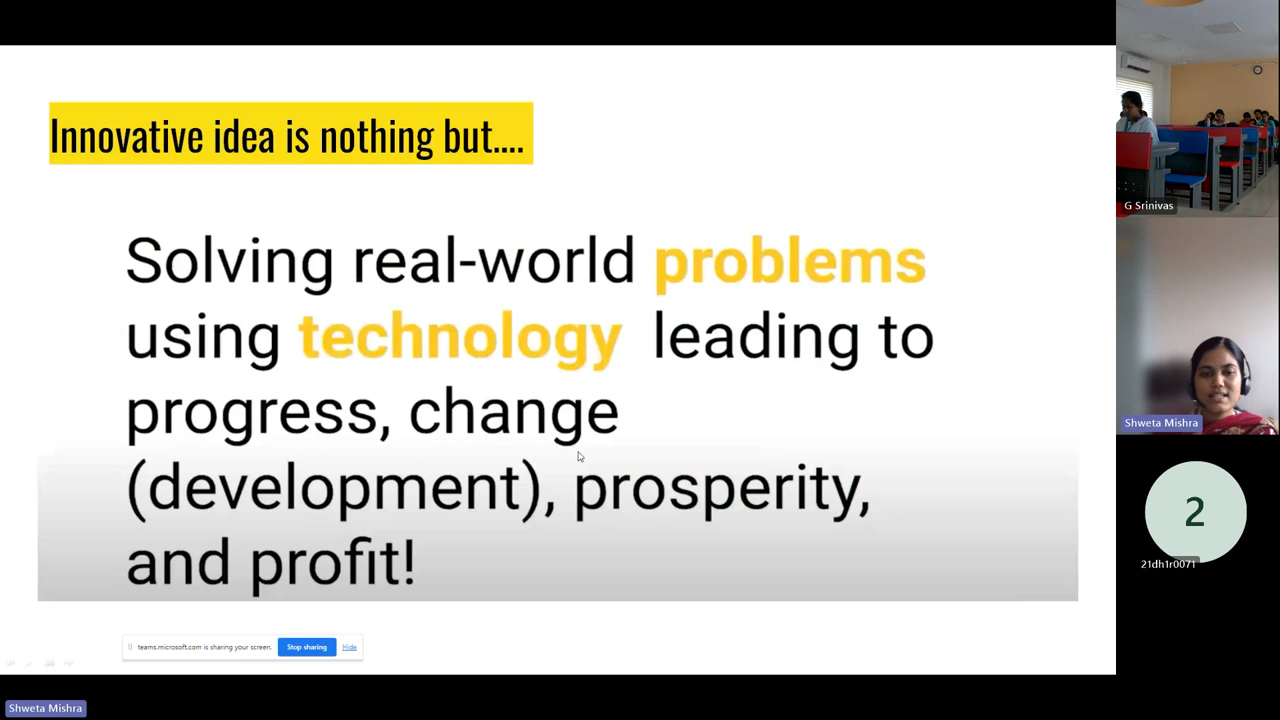 Innovative idea is nothing but....
Solving real-world problems
using technology leading to
progress, change
(development), prosperity,
and profit!
teams.microsoft.com is sharing your screen.
Stop sharing
Hide
G Srinivas
Shweta Mishra
2
21dh1r0071
Shweta Mishra